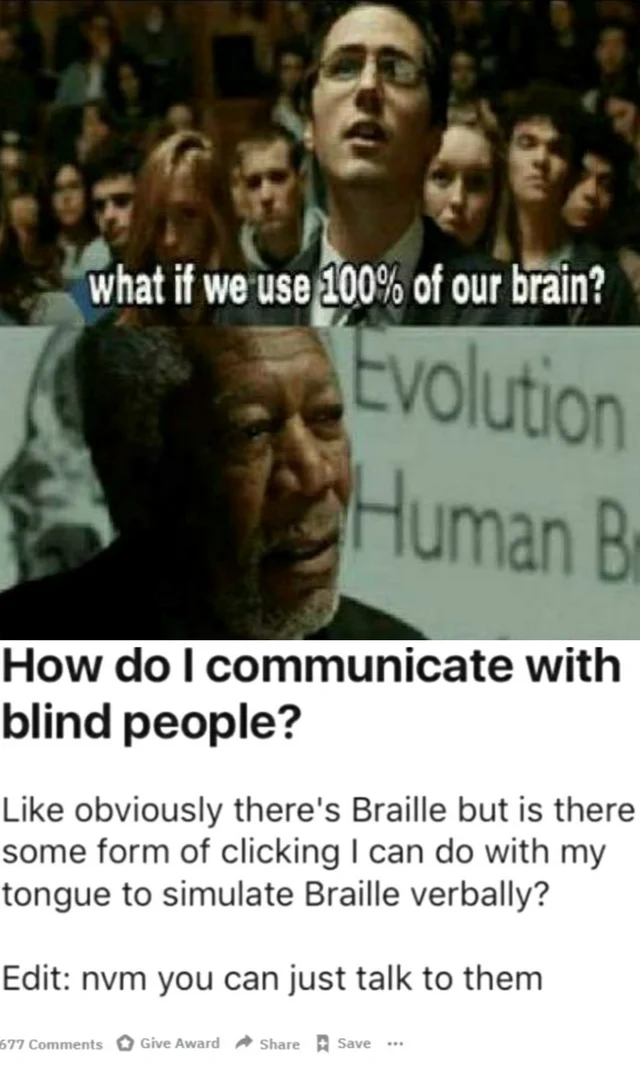 what if we use 100% of our brain?
Evolution
Human
How do I communicate with
blind people?
Like obviously there's Braille but is there
some form of clicking I can do with my
tongue to simulate Braille verbally?
Edit: nvm you can just talk to them
677 Comments Give Award Share Save ···